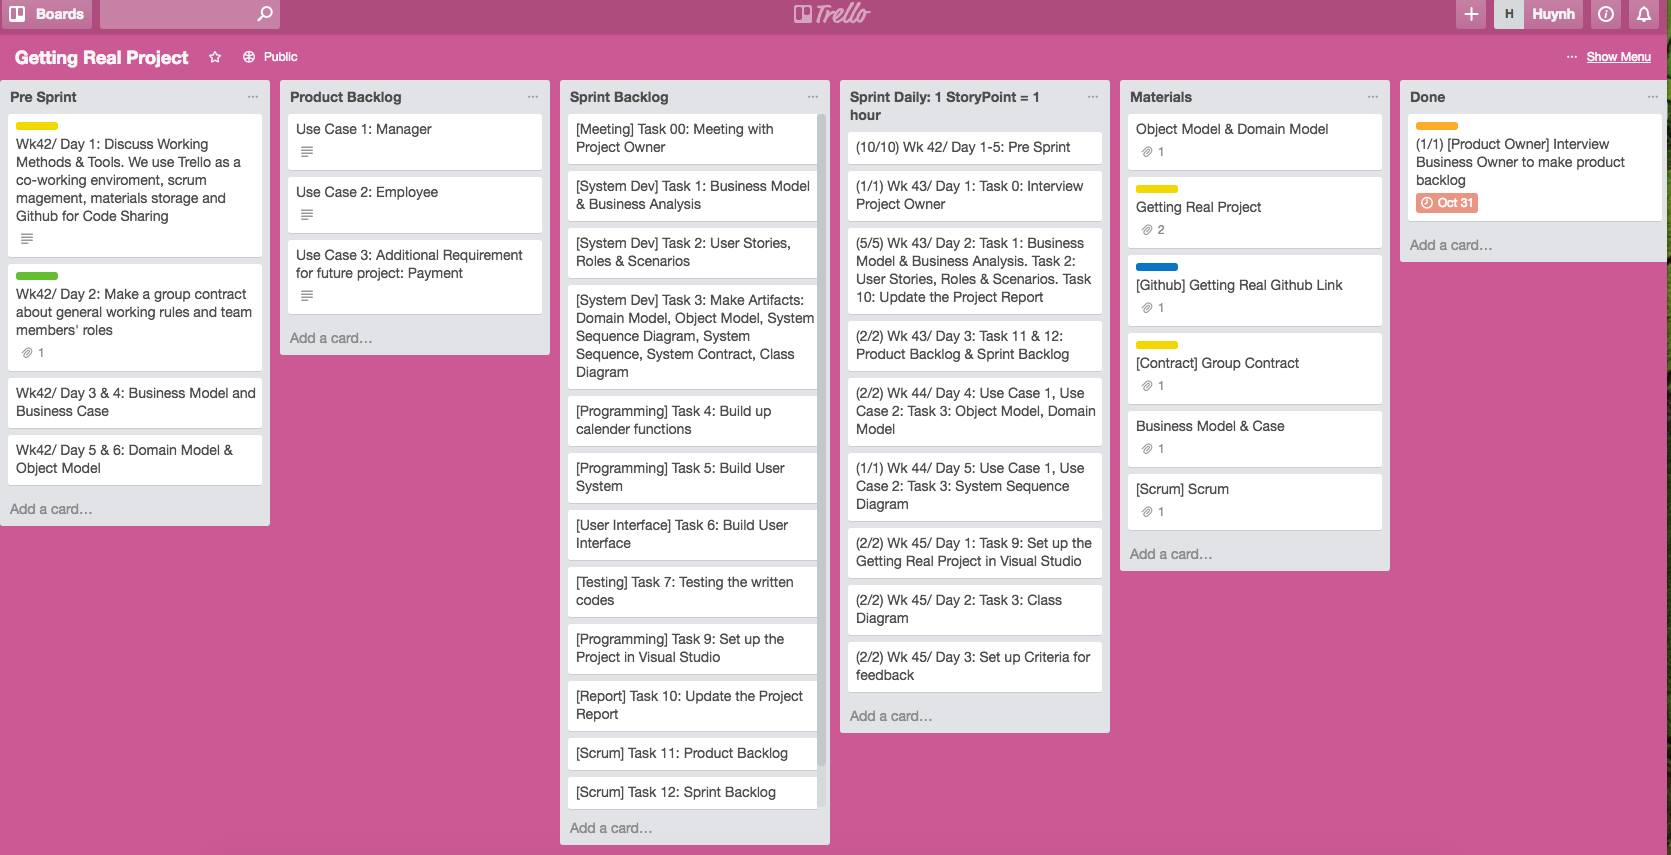 Boards
Trello
H
Huynh
Getting Real Project
Public
... Show Menu
Pre Sprint
Wk42/ Day 1: Discuss Working
Methods & Tools. We use Trello as a
co-working enviroment, scrum
magement, materials storage and
Github for Code Sharing
Wk42/ Day 2: Make a group contract
about general working rules and team
members' roles
1
Wk42/ Day 3 & 4: Business Model and
Business Case
Wk42/ Day 5 & 6: Domain Model &
Object Model
Add a card...
Product Backlog
Use Case 1: Manager
Use Case 2: Employee
Use Case 3: Additional Requirement
for future project: Payment
Add a card...
Sprint Backlog
[Meeting] Task 00: Meeting with
Project Owner
[System Dev] Task 1: Business Model
& Business Analysis
[System Dev] Task 2: User Stories,
Roles & Scenarios
[System Dev] Task 3: Make Artifacts:
Domain Model, Object Model, System
Sequence Diagram, System
Sequence, System Contract, Class
Diagram
[Programming] Task 4: Build up
calender functions
[Programming] Task 5: Build User
System
[User Interface] Task 6: Build User
Interface
[Testing] Task 7: Testing the written
codes
[Programming] Task 9: Set up the
Project in Visual Studio
[Report] Task 10: Update the Project
Report
[Scrum] Task 11: Product Backlog
[Scrum] Task 12: Sprint Backlog
Add a card...
Sprint Daily: 1 StoryPoint = 1
hour
(10/10) Wk 42/ Day 1-5: Pre Sprint
(1/1) Wk 43/ Day 1: Task 0: Interview
Project Owner
(5/5) Wk 43/ Day 2: Task 1: Business
Model & Business Analysis. Task 2:
User Stories, Roles & Scenarios. Task
10: Update the Project Report
(2/2) Wk 43/ Day 3: Task 11 & 12:
Product Backlog & Sprint Backlog
(2/2) Wk 44/ Day 4: Use Case 1, Use
Case 2: Task 3: Object Model, Domain
Model
(1/1) Wk 44/ Day 5: Use Case 1, Use
Case 2: Task 3: System Sequence
Diagram
(2/2) Wk 45/ Day 1: Task 9: Set up the
Getting Real Project in Visual Studio
(2/2) Wk 45/ Day 2: Task 3: Class
Diagram
(2/2) Wk 45/ Day 3: Set up Criteria for
feedback
Add a card...
Materials
Object Model & Domain Model
1
Getting Real Project
2
[Github] Getting Real Github Link
1
[Contract] Group Contract
1
Business Model & Case
1
[Scrum] Scrum
1
Add a card...
Done
(1/1) [Product Owner] Interview
Business Owner to make product
backlog
Oct 31
Add a card...